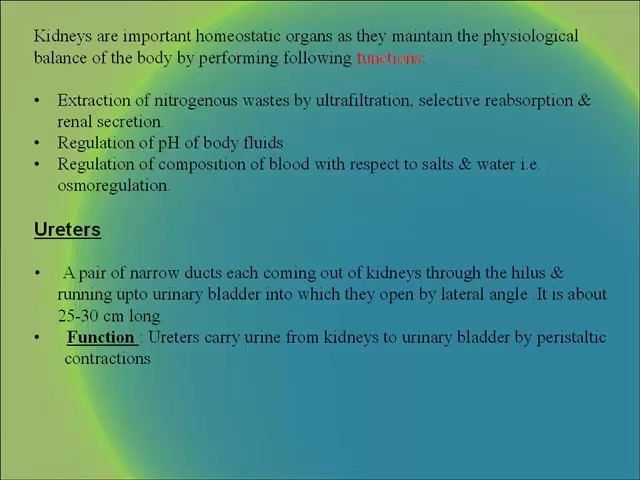 Kidneys are important homeostatic organs as they maintain the physiological
balance of the body by performing following functions:
• Extraction of nitrogenous wastes by ultrafiltration, selective reabsorption &
renal secretion.
• Regulation of pH of body fluids
• Regulation of composition of blood with respect to salts & water i.e.
osmoregulation.
Ureters
• A pair of narrow ducts each coming out of kidneys through the hilus &
running upto urinary bladder into which they open by lateral angle .It is about
25-30 cm long.
• Function : Ureters carry urine from kidneys to urinary bladder by peristaltic
contractions